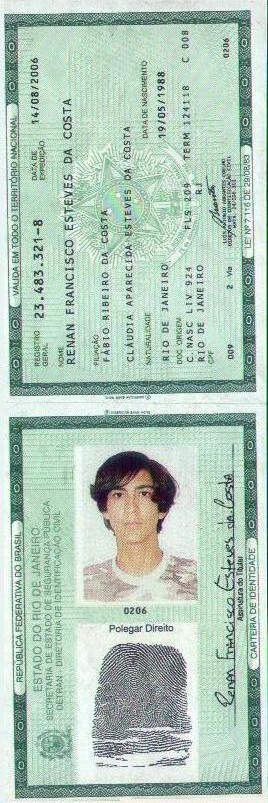 VÁLIDA EM TODO O TERRITÓRIO NACIONAL
REGISTRO GERAL 23.483.321-8 DATA DE EXPEDIÇÃO 14/08/2006
NOME
RENAN FRANCISCO ESTEVES DA COSTA
FILIAÇÃO
FÁBIO RIBEIRO DA COSTA
CLÁUDIA APARECIDA ESTEVES DA COSTA
NATURALIDADE DATA DE NASCIMENTO
RIO DE JANEIRO 19/05/1988
DOC ORIGEM
C.NASC LIV 924 FLS 209 TERM 124118 C 008
RIO DE JANEIRO RJ
CPF
009 2 Via 0206
LEI Nº 7.116 DE 29/08/83
REPÚBLICA FEDERATIVA DO BRASIL
ESTADO DO RIO DE JANEIRO
SECRETARIA DE ESTADO DE SEGURANÇA PÚBLICA
DETRAN - DIRETORIA DE IDENTIFICAÇÃO CIVIL
0206
Polegar Direito
Renan Francisco Esteves da Costa
Assinatura do Titular
CARTEIRA DE IDENTIDADE